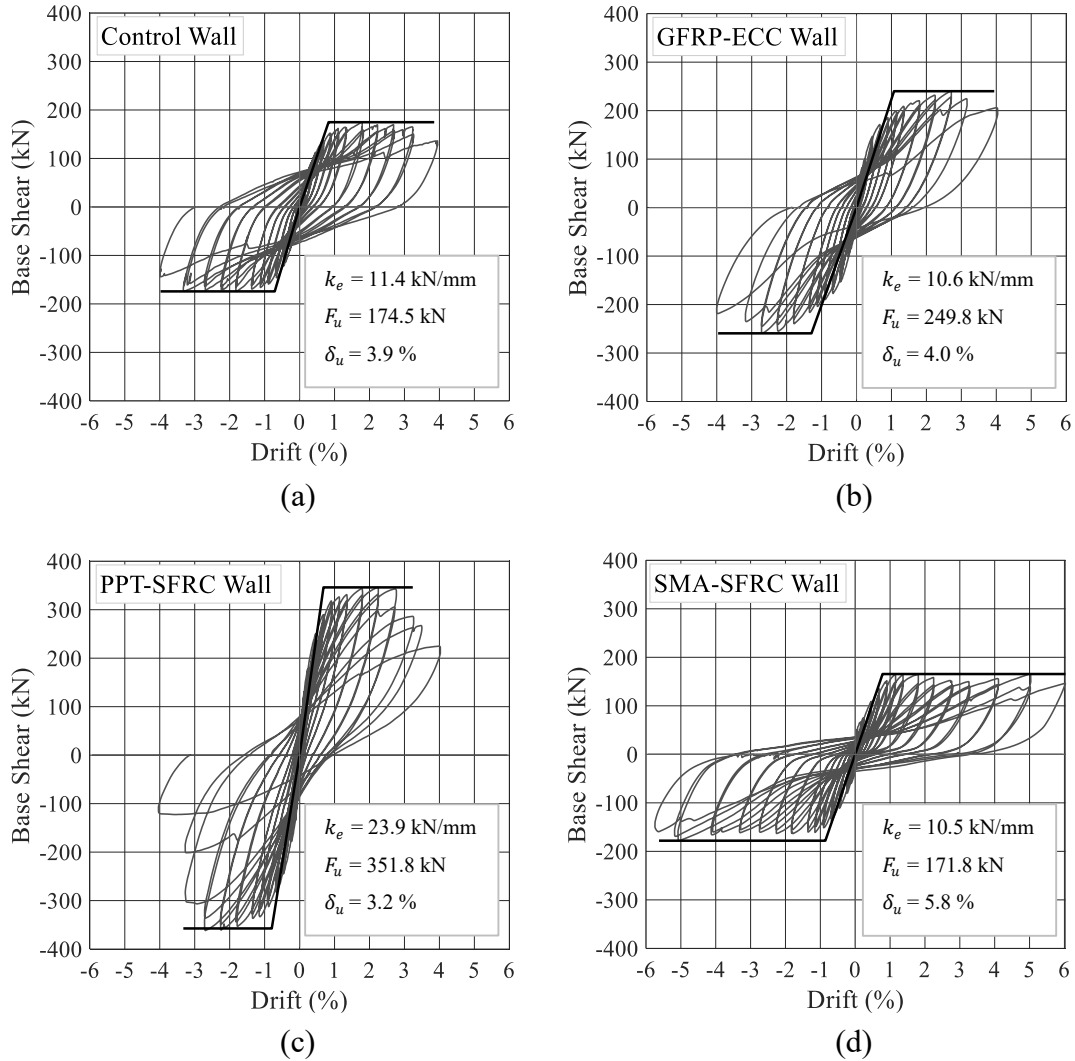 Control Wall
400
300
200
100
0
-100
-200
-300
-400
Base Shear (kN)
k_e = 11.4 kN/mm
F_u = 174.5 kN
δ_u = 3.9 %
-6 -5 -4 -3 -2 -1 0 1 2 3 4 5 6
Drift (%)
(a)
GFRP-ECC Wall
400
300
200
100
0
-100
-200
-300
-400
Base Shear (kN)
k_e = 10.6 kN/mm
F_u = 249.8 kN
δ_u = 4.0 %
-6 -5 -4 -3 -2 -1 0 1 2 3 4 5 6
Drift (%)
(b)
PPT-SFRC Wall
400
300
200
100
0
-100
-200
-300
-400
Base Shear (kN)
k_e = 23.9 kN/mm
F_u = 351.8 kN
δ_u = 3.2 %
-6 -5 -4 -3 -2 -1 0 1 2 3 4 5 6
Drift (%)
(c)
SMA-SFRC Wall
400
300
200
100
0
-100
-200
-300
-400
Base Shear (kN)
k_e = 10.5 kN/mm
F_u = 171.8 kN
δ_u = 5.8 %
-6 -5 -4 -3 -2 -1 0 1 2 3 4 5 6
Drift (%)
(d)